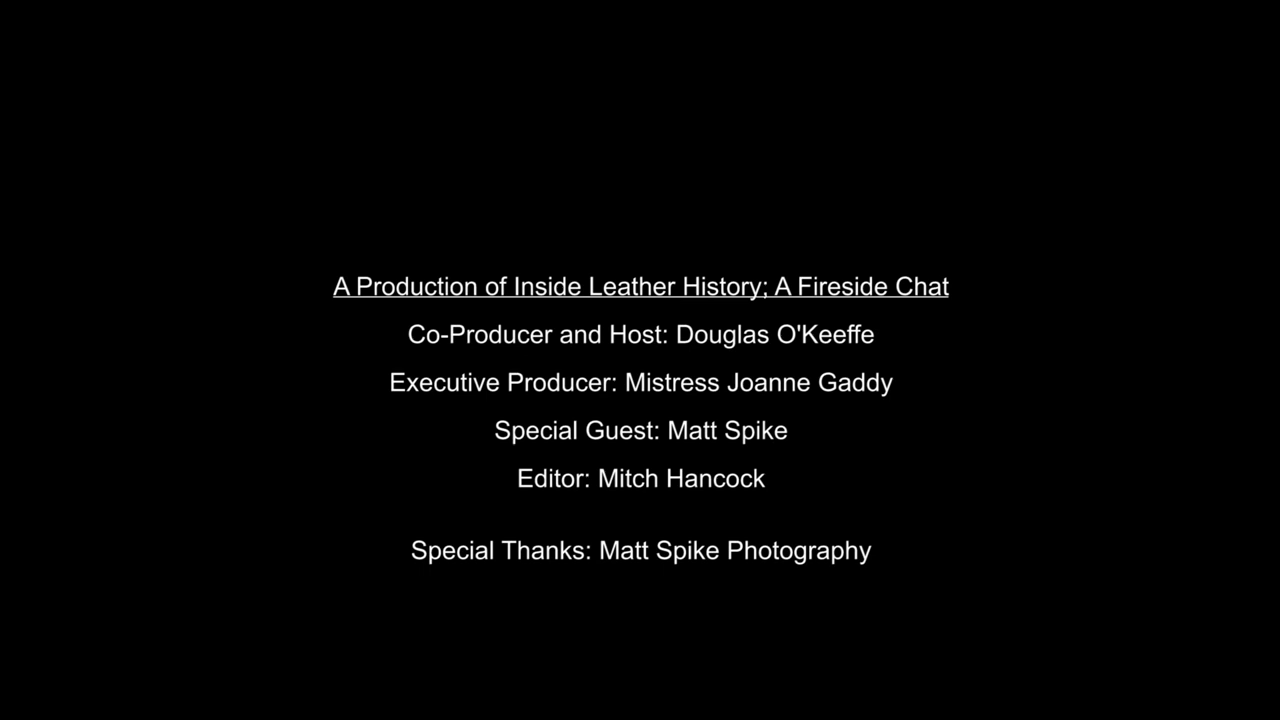 A Production of Inside Leather History; A Fireside Chat
Co-Producer and Host: Douglas O'Keeffe
Executive Producer: Mistress Joanne Gaddy
Special Guest: Matt Spike
Editor: Mitch Hancock
Special Thanks: Matt Spike Photography